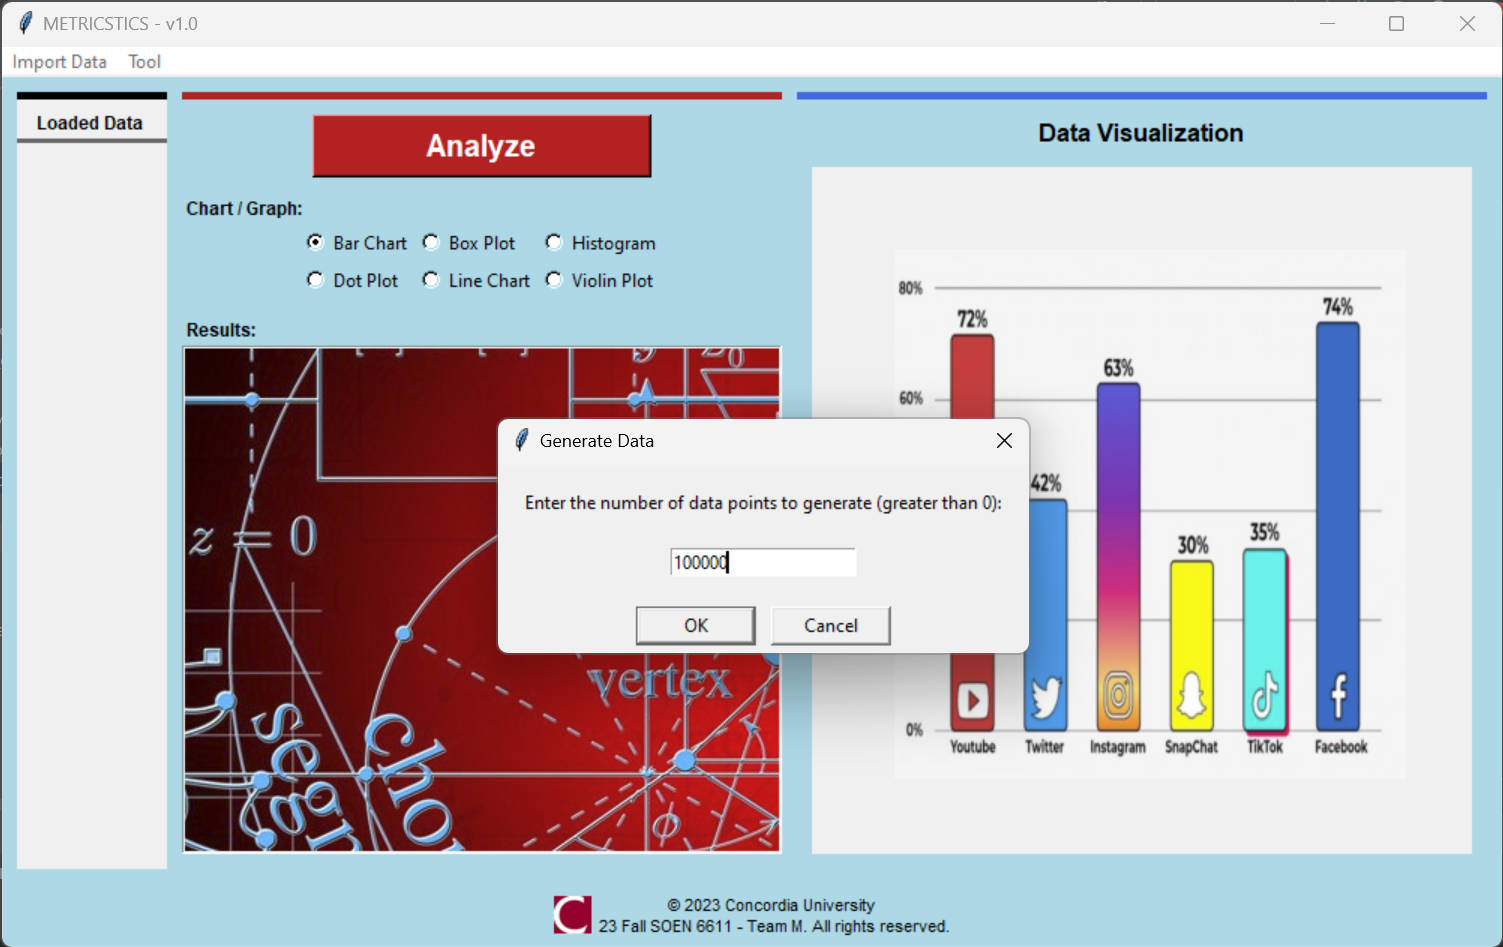 METRICSTICS - v1.0
Import Data Tool
Loaded Data
Analyze
Chart / Graph:
Bar Chart Box Plot Histogram
Dot Plot Line Chart Violin Plot
Results:
z = 0
vertex
ϕ
Data Visualization
80%
60%
0%
72%
42%
63%
30%
35%
74%
Youtube Twitter Instagram SnapChat TikTok Facebook
Generate Data
Enter the number of data points to generate (greater than 0):
100000
OK Cancel
© 2023 Concordia University
23 Fall SOEN 6611 - Team M. All rights reserved.